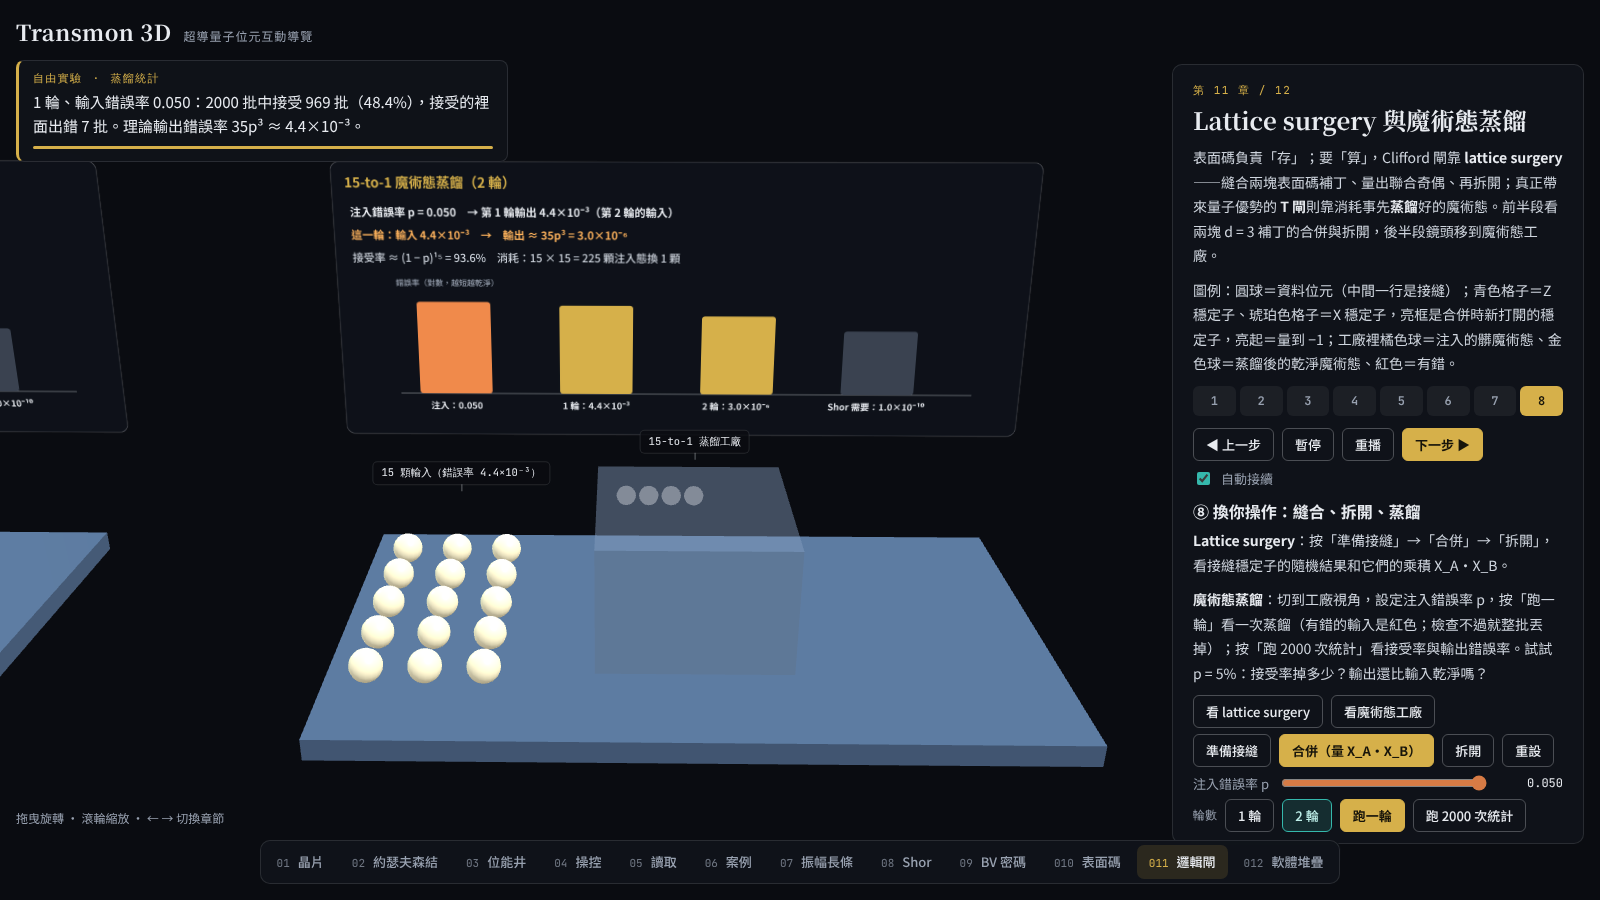 Transmon 3D 超導量子位元互動導覽
自由實驗 · 蒸餾統計
1 輪、輸入錯誤率 0.050：2000 批中接受 969 批（48.4%），接受的裡
面出錯 7 批。理論輸出錯誤率 35p³ ≈ 4.4×10⁻³。
15-to-1 魔術態蒸餾（2 輪）
注入錯誤率 p = 0.050 → 第 1 輪輸出 4.4×10⁻³（第 2 輪的輸入）
這一輪：輸入 4.4×10⁻³ → 輸出 ≈ 35p³ = 3.0×10⁻⁶
接受率 ≈ (1 − p)¹⁵ = 93.6% 消耗：15 × 15 = 225 顆注入態換 1 顆
錯誤率（對數，越短越乾淨）
注入：0.050
1 輪：4.4×10⁻³
2 輪：3.0×10⁻⁶
Shor 需要：1.0×10⁻¹⁰
15-to-1 蒸餾工廠
15 顆輸入（錯誤率 4.4×10⁻³）
第 11 章 / 12
Lattice surgery 與魔術態蒸餾
表面碼負責「存」；要「算」，Clifford 閘靠 lattice surgery
——縫合兩塊表面碼補丁、量出聯合奇偶、再拆開；真正帶
來量子優勢的 T 閘則靠消耗事先蒸餾好的魔術態。前半段看
兩塊 d = 3 補丁的合併與拆開，後半段鏡頭移到魔術態工
廠。
圖例：圓球＝資料位元（中間一行是接縫）；青色格子＝Z
穩定子、琥珀色格子＝X 穩定子，亮框是合併時新打開的穩
定子，亮起＝量到 −1；工廠裡橘色球＝注入的髒魔術態、金
色球＝蒸餾後的乾淨魔術態、紅色＝有錯。
1 2 3 4 5 6 7 8
◀ 上一步 暫停 重播 下一步 ▶
自動接續
⑧ 換你操作：縫合、拆開、蒸餾
Lattice surgery：按「準備接縫」→「合併」→「拆開」，
看接縫穩定子的隨機結果和它們的乘積 X_A·X_B。
魔術態蒸餾：切到工廠視角，設定注入錯誤率 p，按「跑一
輪」看一次蒸餾（有錯的輸入是紅色；檢查不過就整批丟
掉）；按「跑 2000 次統計」看接受率與輸出錯誤率。試試
p = 5%：接受率掉多少？輸出還比輸入乾淨嗎？
看 lattice surgery 看魔術態工廠
準備接縫 合併（量 X_A·X_B） 拆開 重設
注入錯誤率 p 0.050
輪數 1 輪 2 輪 跑一輪 跑 2000 次統計
拖曳旋轉 · 滾輪縮放 · ←→ 切換章節
01 晶片 02 約瑟夫森結 03 位能井 04 操控 05 讀取 06 案例 07 振幅長條 08 Shor 09 BV 密碼 010 表面碼 011 邏輯閘 012 軟體堆疊